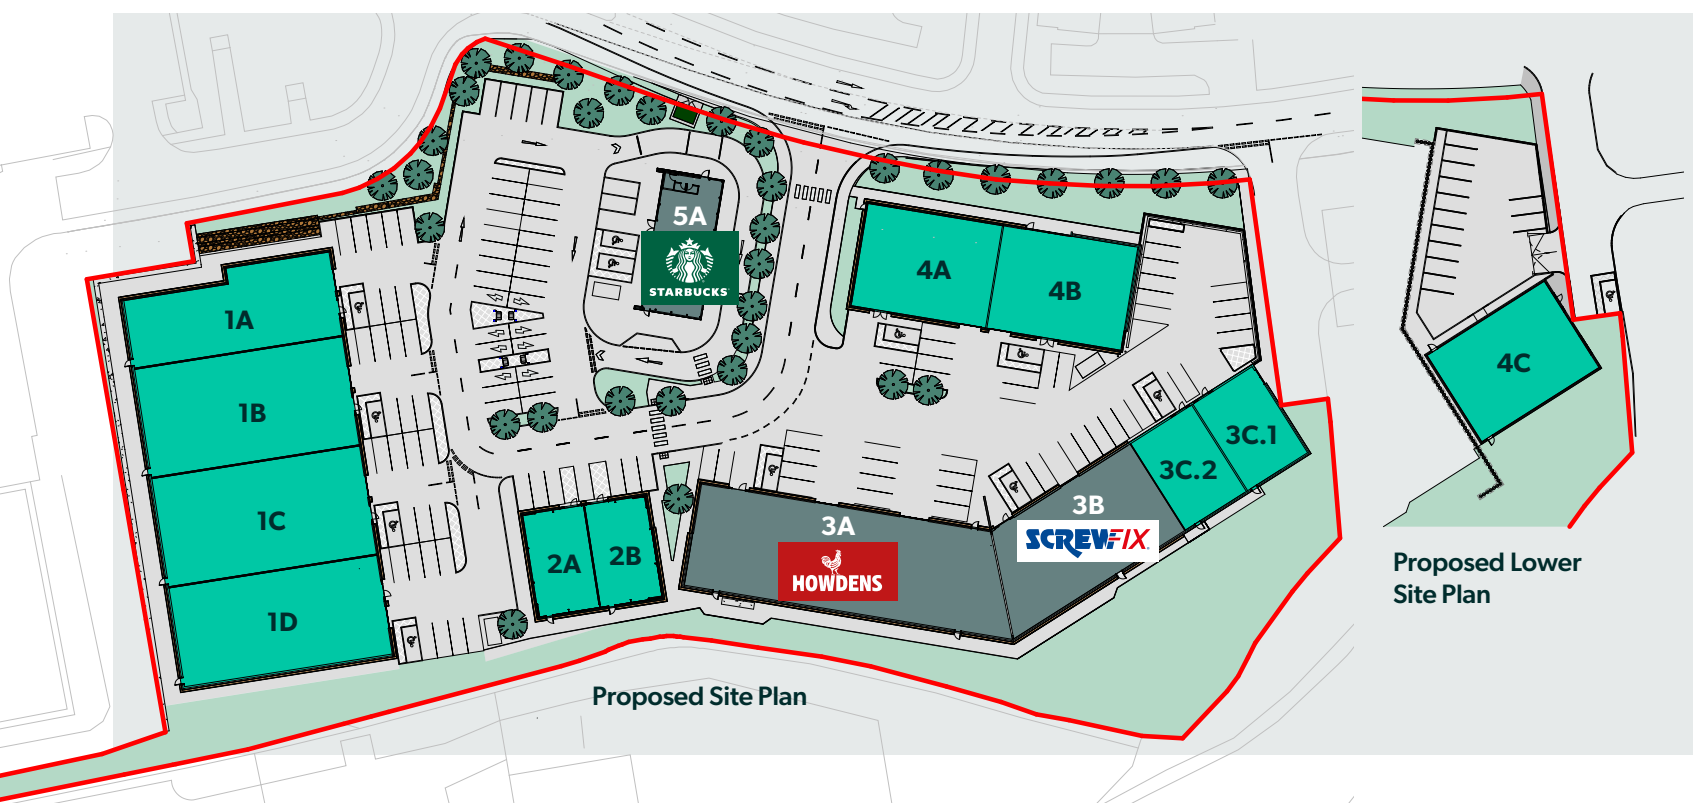 5A
STARBUCKS
4A
4B
1A
4C
1B
3C.1
3C.2
1C
3B
SCREWFIX
3A
HOWDENS
2A
2B
1D
Proposed Lower
Site Plan
Proposed Site Plan